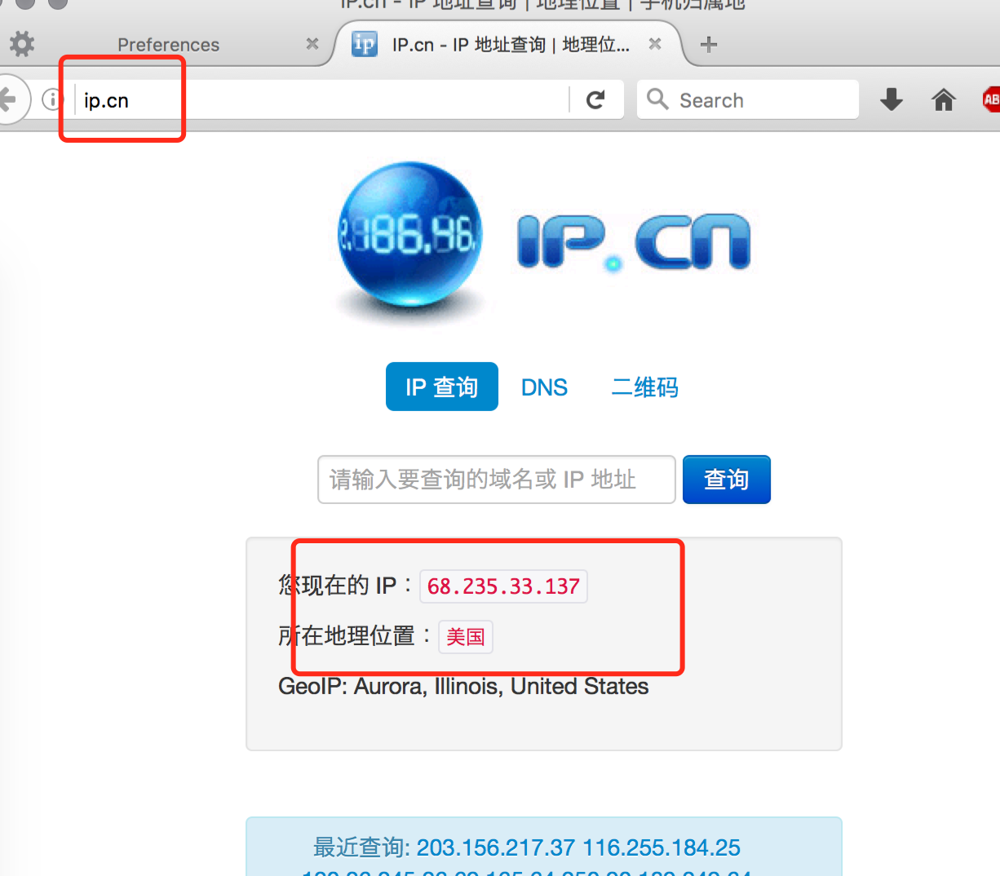 IP.cn - IP 地址查询 | 地理位置 | 手机归属地
Preferences
IP.cn - IP 地址查询 | 地理位...
ip.cn
Search
AB
2.186.46.
IP.CN
IP 查询 DNS 二维码
请输入要查询的域名或 IP 地址 查询
您现在的 IP：68.235.33.137
所在地理位置：美国
GeoIP: Aurora, Illinois, United States
最近查询: 203.156.217.37 116.255.184.25